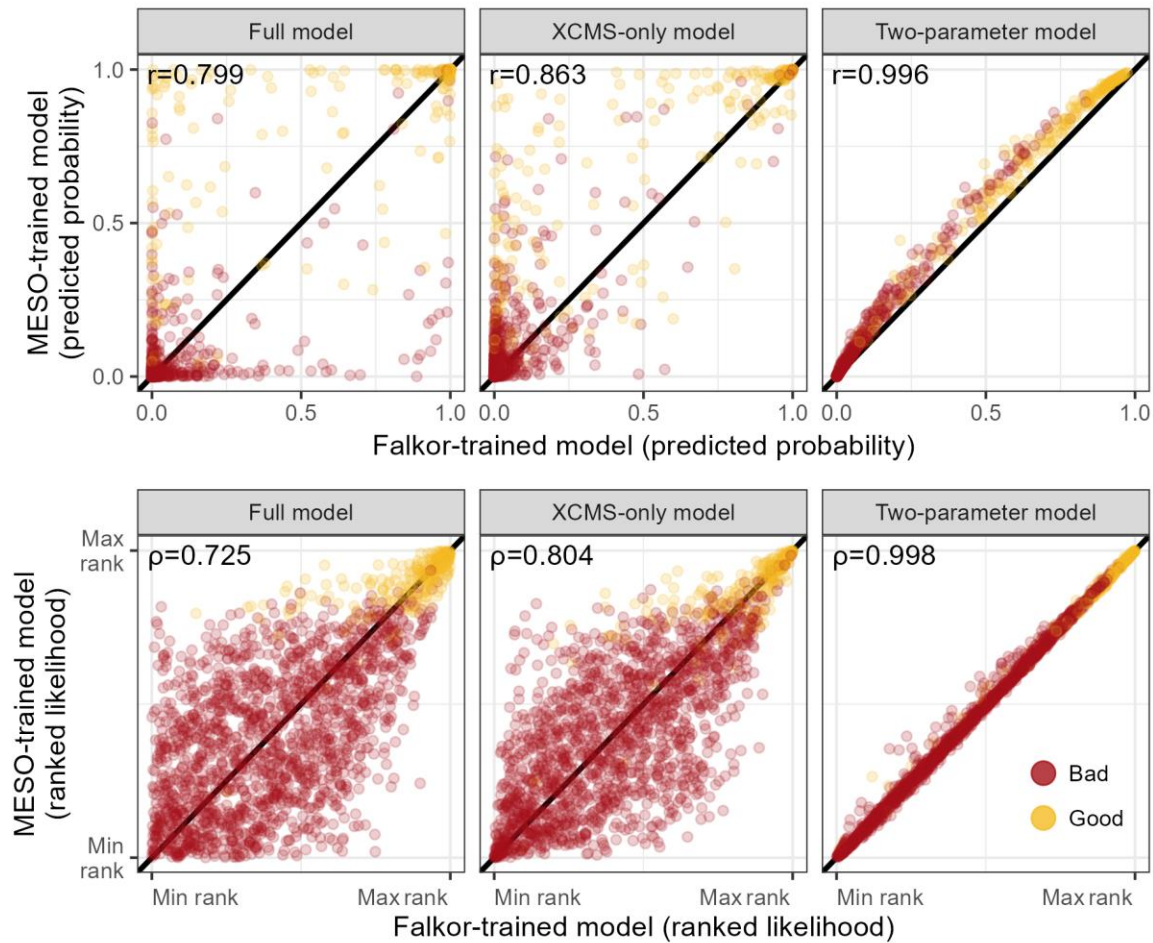 Full model
XCMS-only model
Two-parameter model
MESO-trained model
(predicted probability)
1.0
0.5
0.0
r=0.799
r=0.863
r=0.996
0.0
0.5
1.0
0.0
0.5
1.0
0.0
0.5
1.0
Falkor-trained model (predicted probability)
Full model
XCMS-only model
Two-parameter model
MESO-trained model
(ranked likelihood)
Max
rank
Min
rank
ρ=0.725
ρ=0.804
ρ=0.998
Bad
Good
Min rank
Max rank
Min rank
Max rank
Min rank
Max rank
Falkor-trained model (ranked likelihood)